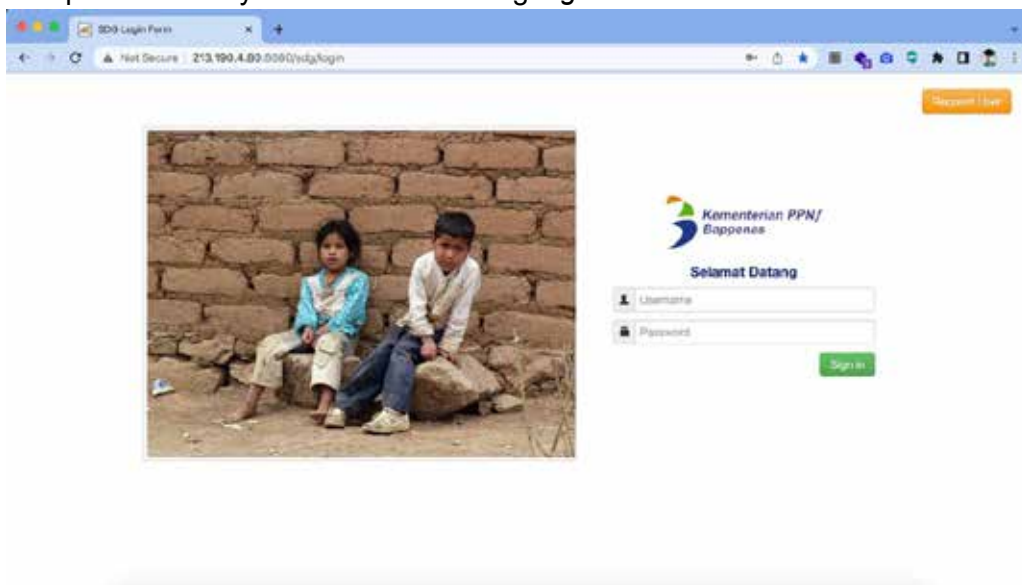 SDG Login Form
Not Secure 213.190.4.80:8080/sdg/login
Request User
Kementerian PPN/
Bappenas
Selamat Datang
Username
Password
Sign in